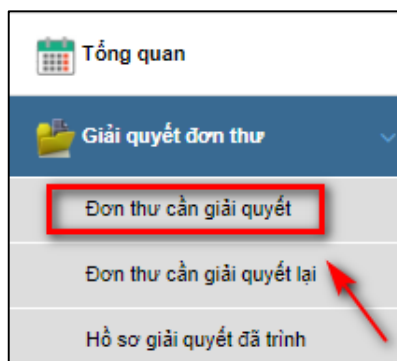 Tổng quan
Giải quyết đơn thư
Đơn thư cần giải quyết
Đơn thư cần giải quyết lại
Hồ sơ giải quyết đã trình